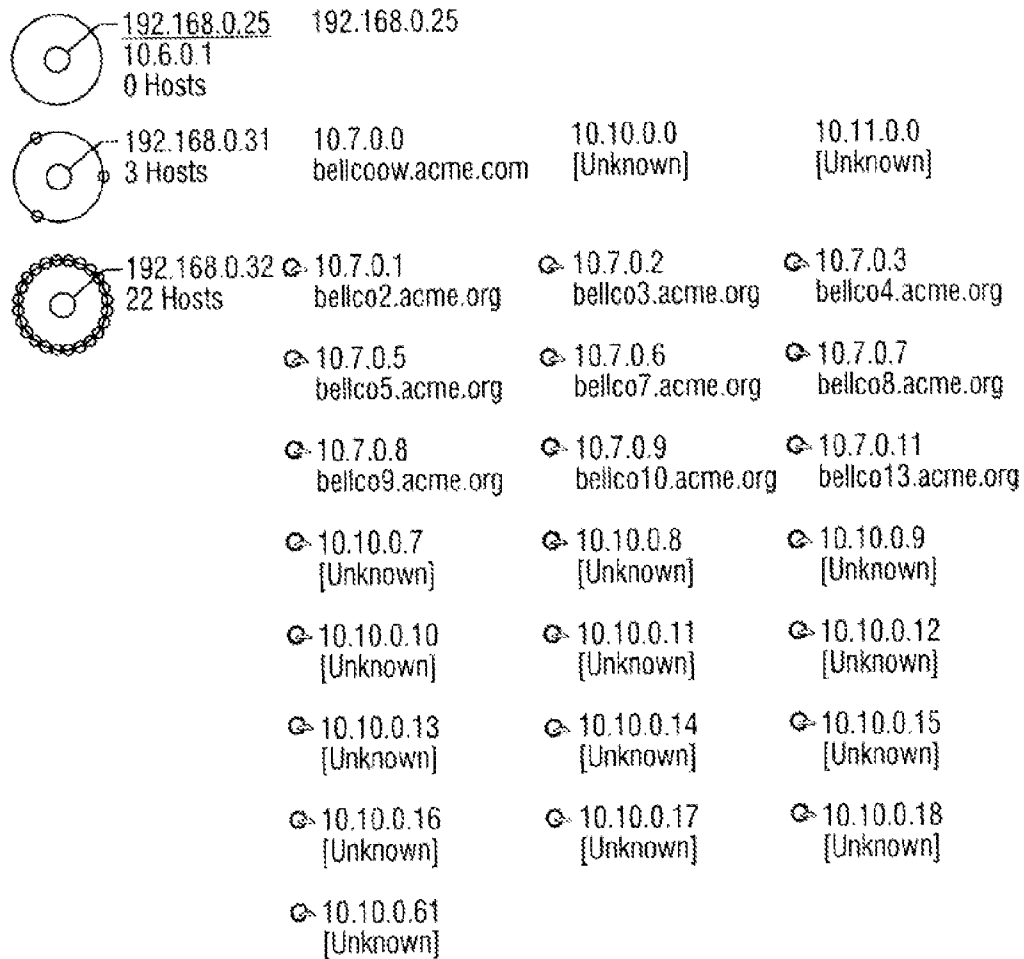 192.168.0.25 192.168.0.25
10.6.0.1
0 Hosts
192.168.0.31 10.7.0.0 10.10.0.0 10.11.0.0
3 Hosts bellcoow.acme.com [Unknown] [Unknown]
192.168.0.32 10.7.0.1 10.7.0.2 10.7.0.3
22 Hosts bellco2.acme.org bellco3.acme.org bellco4.acme.org
10.7.0.5 10.7.0.6 10.7.0.7
bellco5.acme.org bellco7.acme.org bellco8.acme.org
10.7.0.8 10.7.0.9 10.7.0.11
bellco9.acme.org bellco10.acme.org bellco13.acme.org
10.10.0.7 10.10.0.8 10.10.0.9
[Unknown] [Unknown] [Unknown]
10.10.0.10 10.10.0.11 10.10.0.12
[Unknown] [Unknown] [Unknown]
10.10.0.13 10.10.0.14 10.10.0.15
[Unknown] [Unknown] [Unknown]
10.10.0.16 10.10.0.17 10.10.0.18
[Unknown] [Unknown] [Unknown]
10.10.0.61
[Unknown]